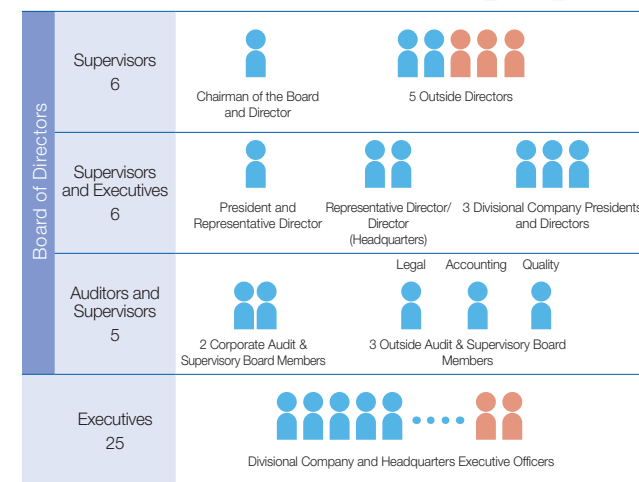 Board of Directors
Supervisors
6
Chairman of the Board
and Director
5 Outside Directors
Supervisors
and Executives
6
President and
Representative Director
Representative Director/
Director
(Headquarters)
3 Divisional Company Presidents
and Directors
Auditors and
Supervisors
5
2 Corporate Audit &
Supervisory Board Members
Legal Accounting Quality
3 Outside Audit & Supervisory Board
Members
Executives
25
Divisional Company and Headquarters Executive Officers